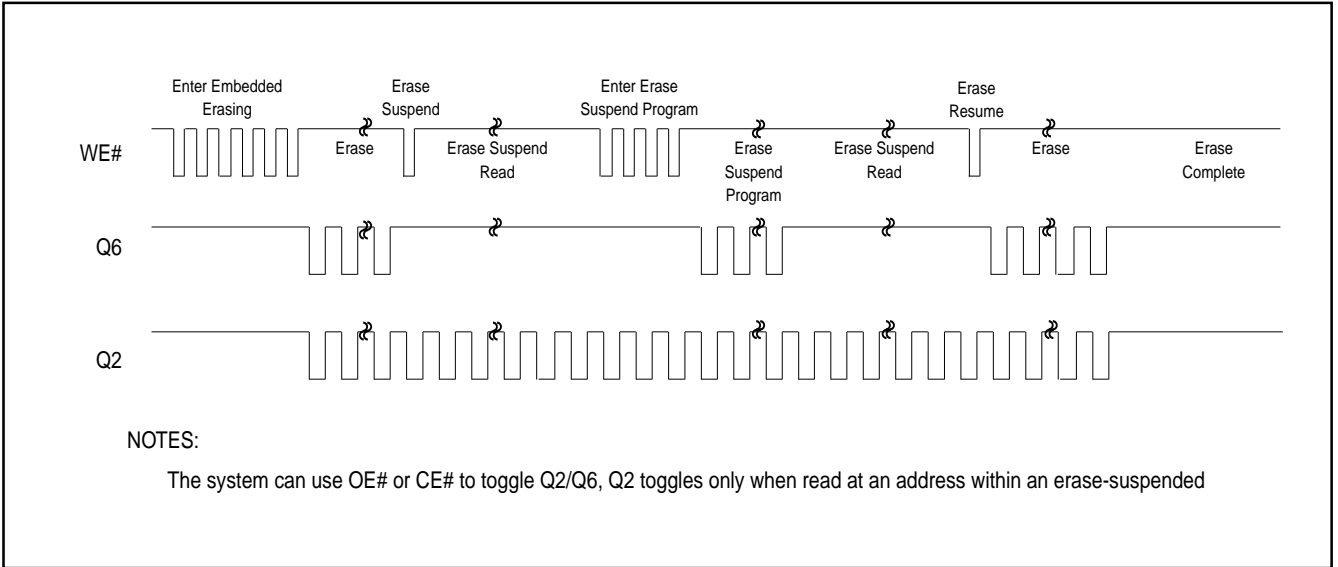 Enter Embedded
Erasing
Erase
Suspend
Enter Erase
Suspend Program
Erase
Resume
WE#
Erase
Erase Suspend
Read
Erase
Suspend
Program
Erase Suspend
Read
Erase
Erase
Complete
Q6
Q2
NOTES:
The system can use OE# or CE# to toggle Q2/Q6, Q2 toggles only when read at an address within an erase-suspended